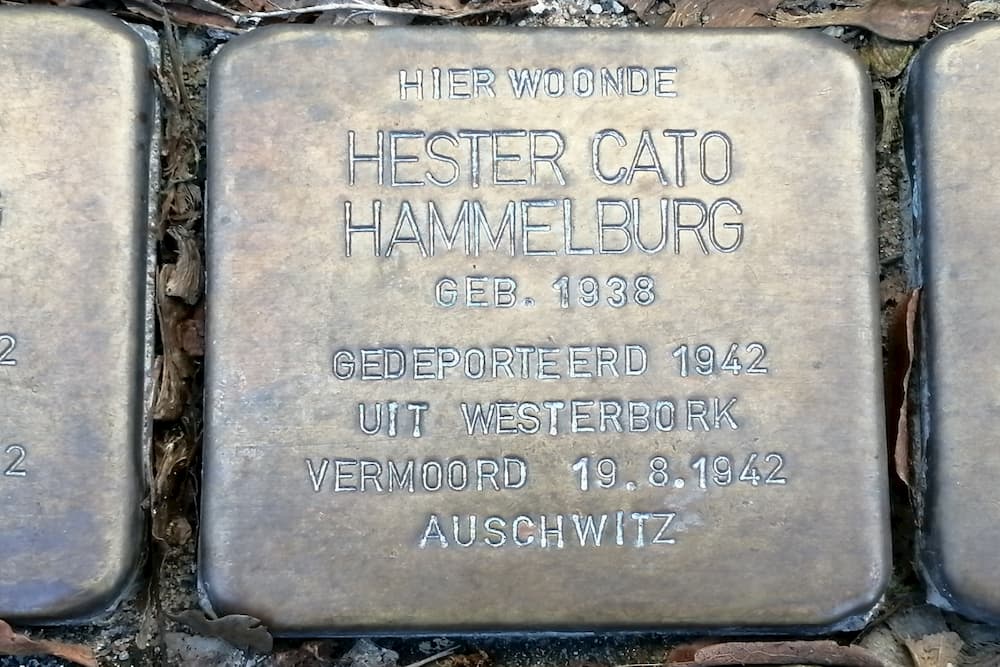 HIER WOONDE
HESTER CATO
HAMMELBURG
GEB. 1938
GEDEPORTEERD 1942
UIT WESTERBORK
VERMOORD 19.8.1942
AUSCHWITZ